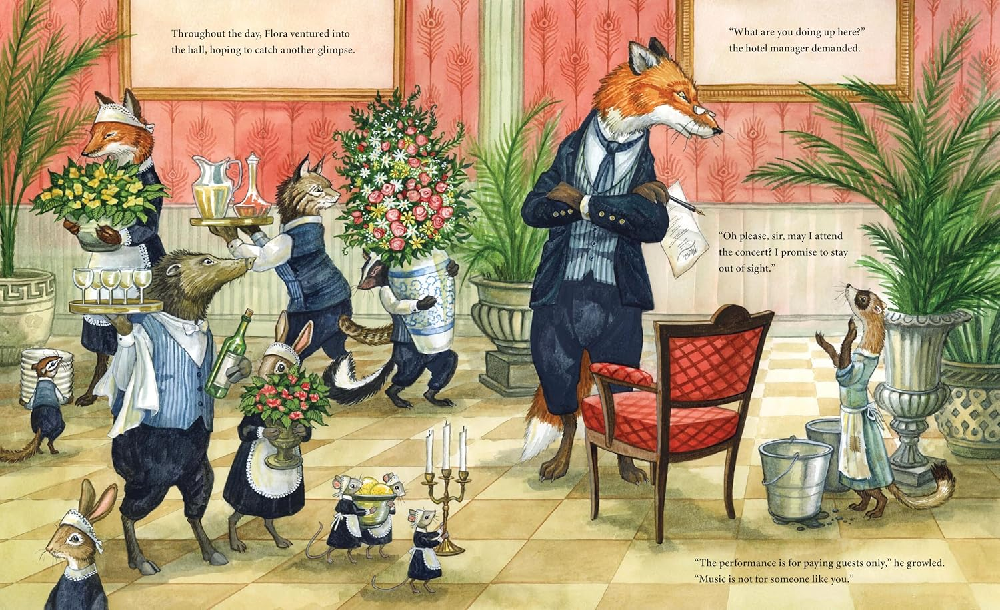 Throughout the day, Flora ventured into
the hall, hoping to catch another glimpse.
“What are you doing up here?”
the hotel manager demanded.
“Oh please, sir, may I attend
the concert? I promise to stay
out of sight.”
“The performance is for paying guests only,” he growled.
“Music is not for someone like you.”